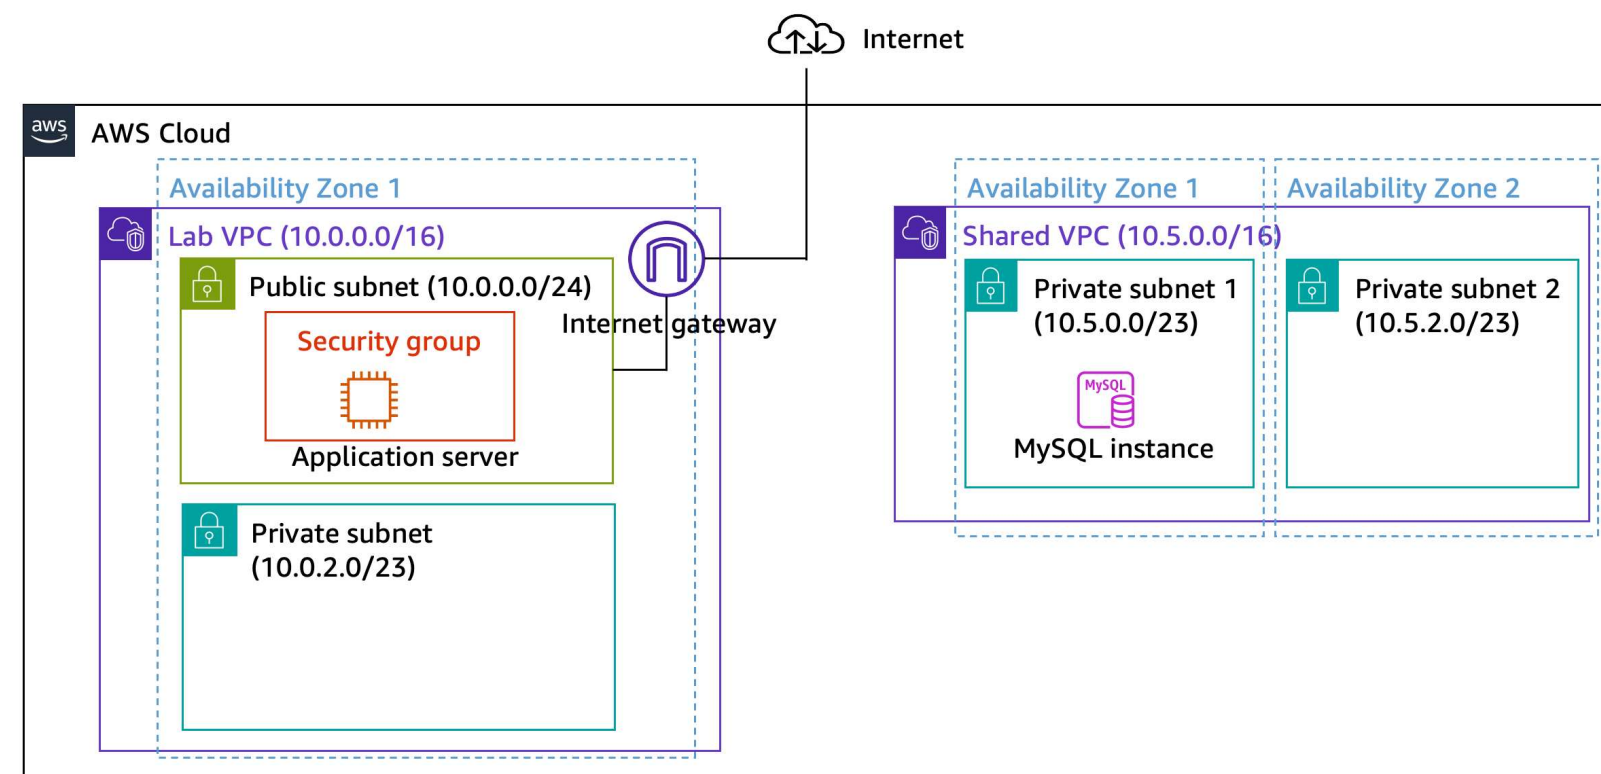 Internet
aws
AWS Cloud
Availability Zone 1
Lab VPC (10.0.0.0/16)
Public subnet (10.0.0.0/24)
Internet gateway
Security group
Application server
Private subnet
(10.0.2.0/23)
Availability Zone 1
Availability Zone 2
Shared VPC (10.5.0.0/16)
Private subnet 1
(10.5.0.0/23)
MySQL
MySQL instance
Private subnet 2
(10.5.2.0/23)